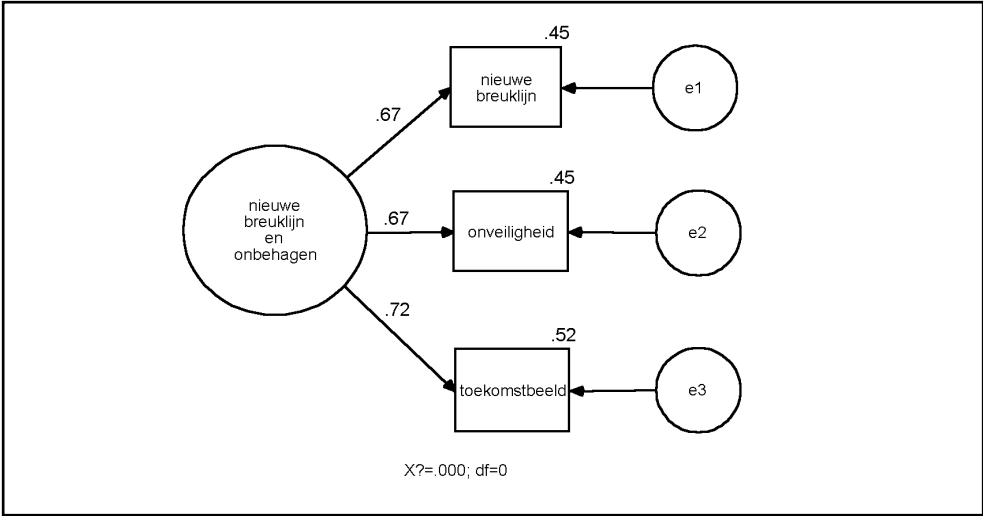 .45
nieuwe
breuklijn
e1
.67
nieuwe
breuklijn
en
onbehagen
.45
.67
onveiligheid
e2
.72
.52
toekomstbeeld
e3
X?=.000; df=0